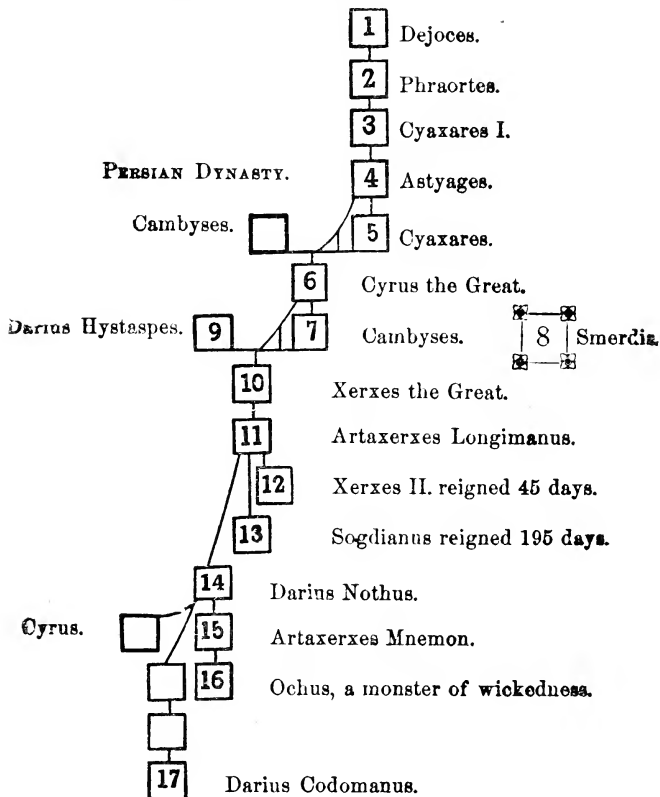 1 Dejoces.
2 Phraortes.
3 Cyaxares I.
PERSIAN DYNASTY.
4 Astyages.
Cambyses.
5 Cyaxares.
6 Cyrus the Great.
Darius Hystaspes. 9 7 Cambyses. 8 Smerdis.
10 Xerxes the Great.
11 Artaxerxes Longimanus.
12 Xerxes II. reigned 45 days.
13 Sogdianus reigned 195 days.
14 Darius Nothus.
Cyrus. 15 Artaxerxes Mnemon.
16 Ochus, a monster of wickedness.
17 Darius Codomanus.